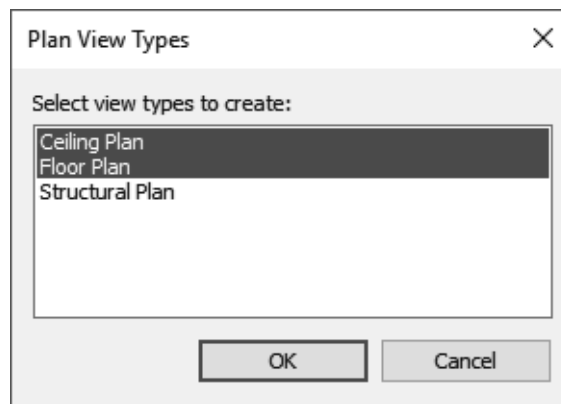 Plan View Types
Select view types to create:
Ceiling Plan
Floor Plan
Structural Plan
OK Cancel